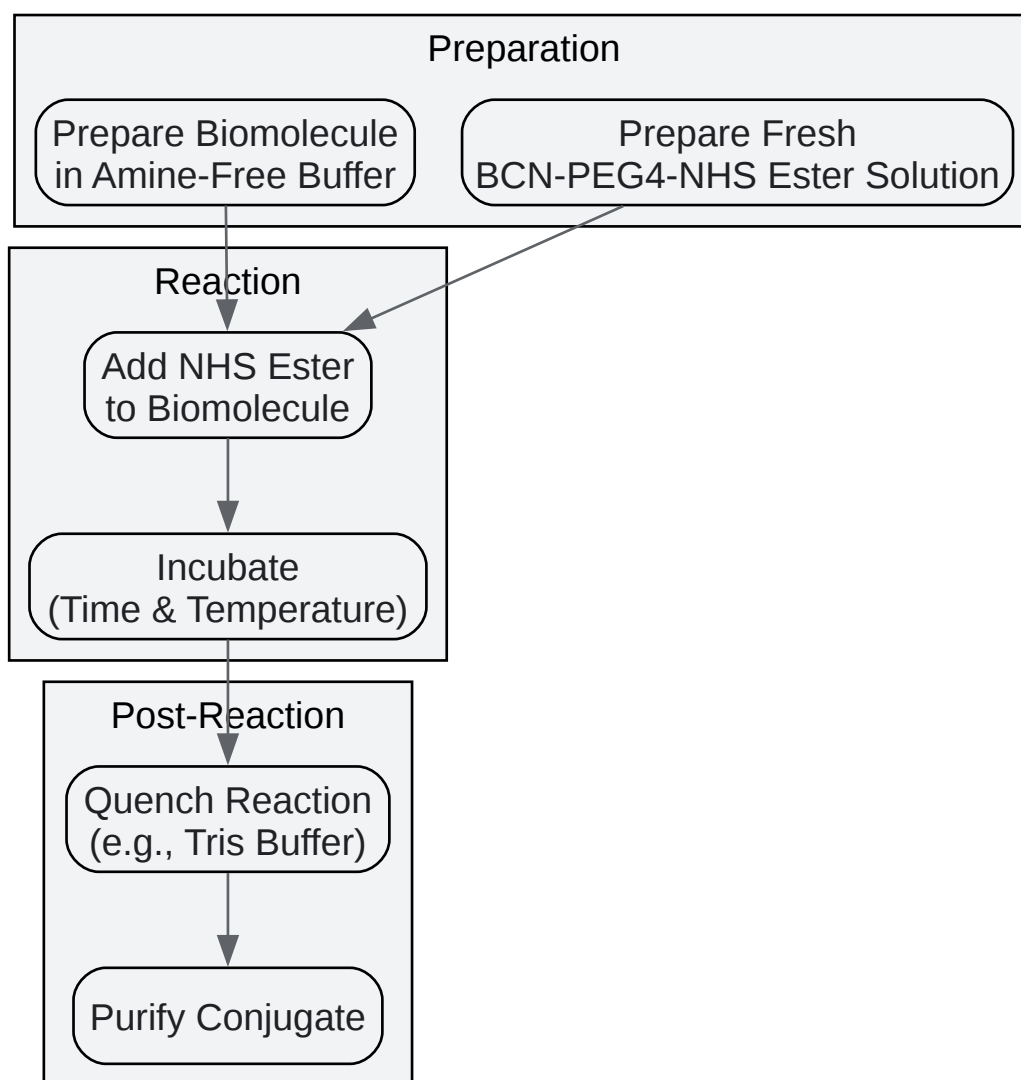 Preparation
Prepare Biomolecule
in Amine-Free Buffer
Prepare Fresh
BCN-PEG4-NHS Ester Solution
Reaction
Add NHS Ester
to Biomolecule
Incubate
(Time & Temperature)
Post-Reaction
Quench Reaction
(e.g., Tris Buffer)
Purify Conjugate